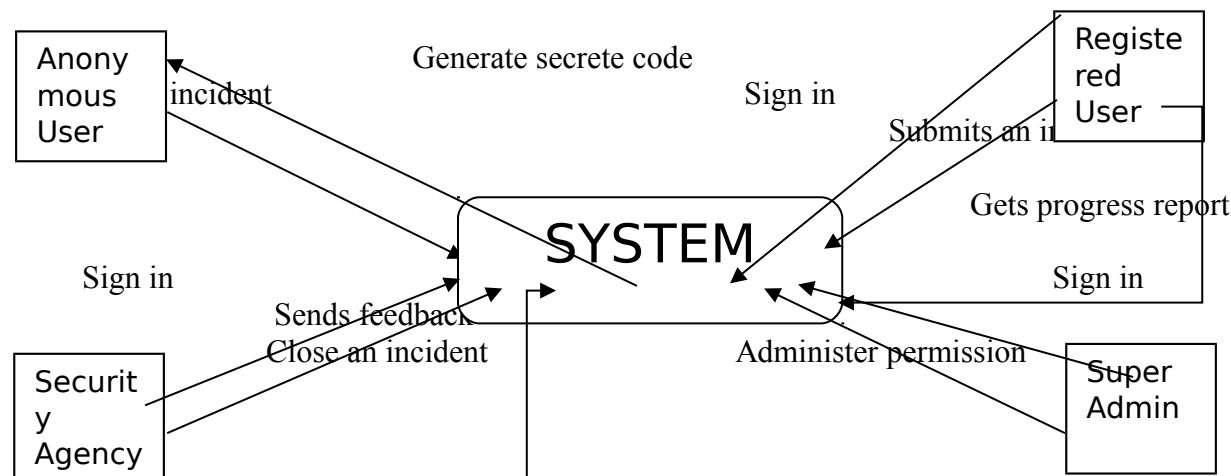 Anony
mous
User
incident
Generate secrete code
Sign in
Registe
red
User
Submits an
Gets progress report
SYSTEM
Sign in
Sign in
Sends feedback
Close an incident
Administer permission
Securit
y
Agency
Super
Admin